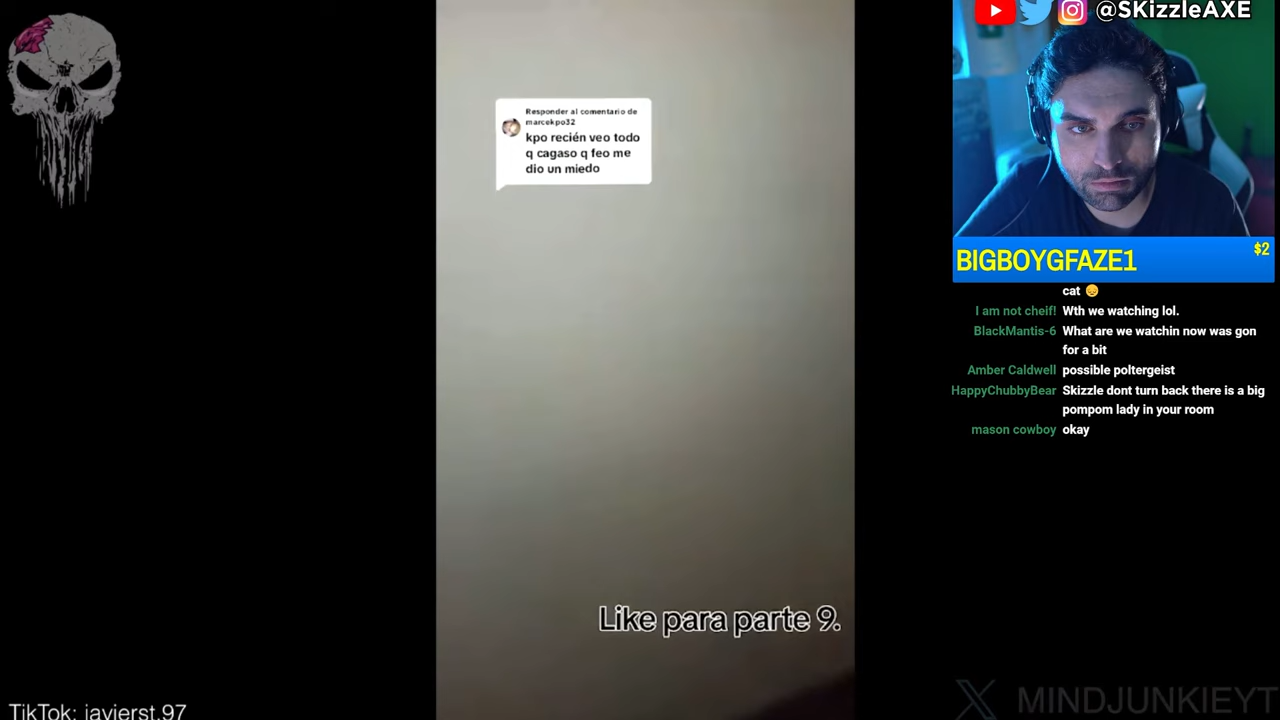 @SKizzleAXE
Responder al comentario de
marcokpo32
kpo recién veo todo
q cagaso q feo me
dio un miedo
BIGBOYGFAZE1
$2
cat 😞
I am not cheif! Wth we watching lol.
BlackMantis-6 What are we watchin now was gon
for a bit
Amber Caldwell possible poltergeist
HappyChubbyBear Skizzle dont turn back there is a big
pompom lady in your room
mason cowboy okay
Like para parte 9.
TikTok: javierst.97
X MINDJUNKIEYT